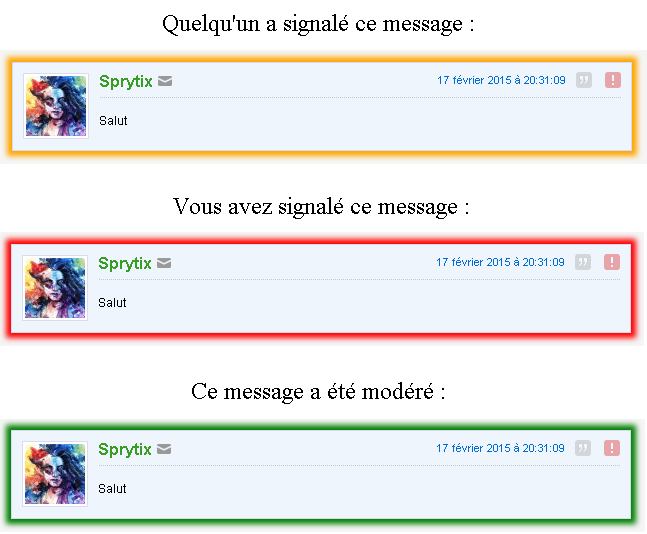 Quelqu'un a signalé ce message :
Sprytix 17 février 2015 à 20:31:09
Salut
Vous avez signalé ce message :
Sprytix 17 février 2015 à 20:31:09
Salut
Ce message a été modéré :
Sprytix 17 février 2015 à 20:31:09
Salut